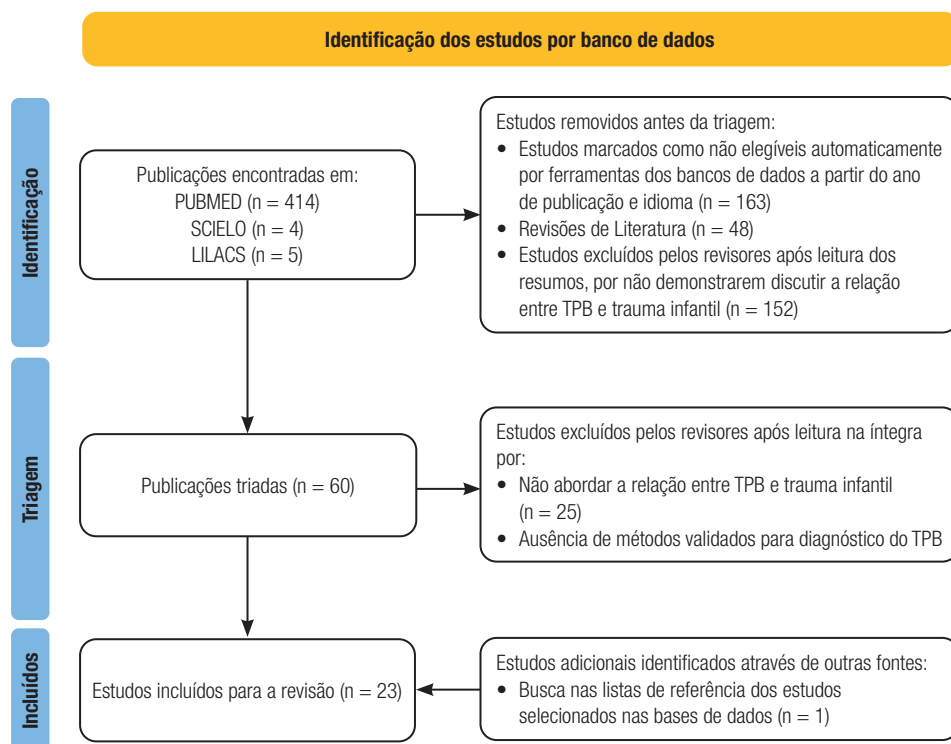 Identificação dos estudos por banco de dados
Identificação
Publicações encontradas em:
PUBMED (n = 414)
SCIELO (n = 4)
LILACS (n = 5)
Estudos removidos antes da triagem:
• Estudos marcados como não elegíveis automaticamente
por ferramentas dos bancos de dados a partir do ano
de publicação e idioma (n = 163)
• Revisões de Literatura (n = 48)
• Estudos excluídos pelos revisores após leitura dos
resumos, por não demonstrarem discutir a relação
entre TPB e trauma infantil (n = 152)
Triagem
Publicações triadas (n = 60)
Estudos excluídos pelos revisores após leitura na íntegra
por:
• Não abordar a relação entre TPB e trauma infantil
(n = 25)
• Ausência de métodos validados para diagnóstico do TPB
Incluídos
Estudos incluídos para a revisão (n = 23)
Estudos adicionais identificados através de outras fontes:
• Busca nas listas de referência dos estudos
selecionados nas bases de dados (n = 1)